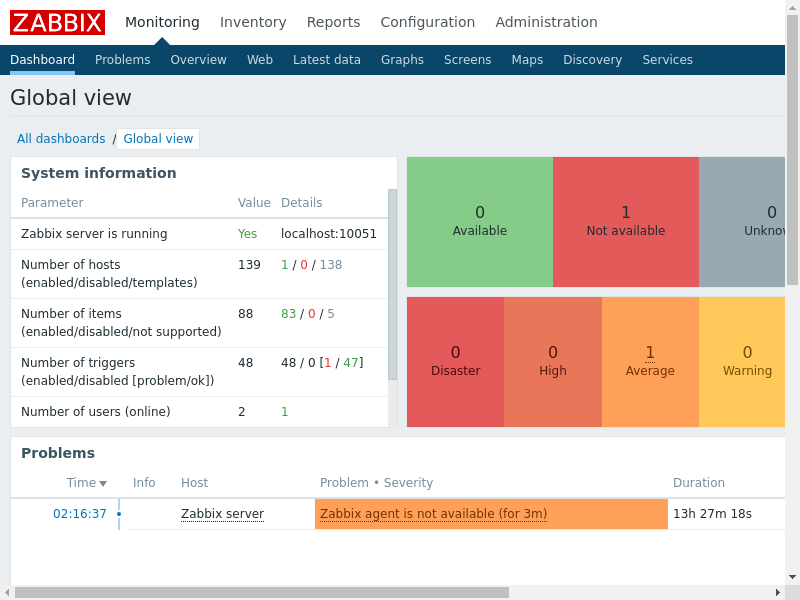 ZABBIX Monitoring Inventory Reports Configuration Administration
Dashboard Problems Overview Web Latest data Graphs Screens Maps Discovery Services
Global view
All dashboards / Global view
System information
Parameter Value Details
Zabbix server is running Yes localhost:10051
Number of hosts (enabled/disabled/templates) 139 1 / 0 / 138
Number of items (enabled/disabled/not supported) 88 83 / 0 / 5
Number of triggers (enabled/disabled [problem/ok]) 48 48 / 0 [1 / 47]
Number of users (online) 2 1
0 1 0
Available Not available Unknow
0 0 1 0
Disaster High Average Warning
Problems
Time Info Host Problem • Severity Duration
02:16:37 Zabbix server Zabbix agent is not available (for 3m) 13h 27m 18s